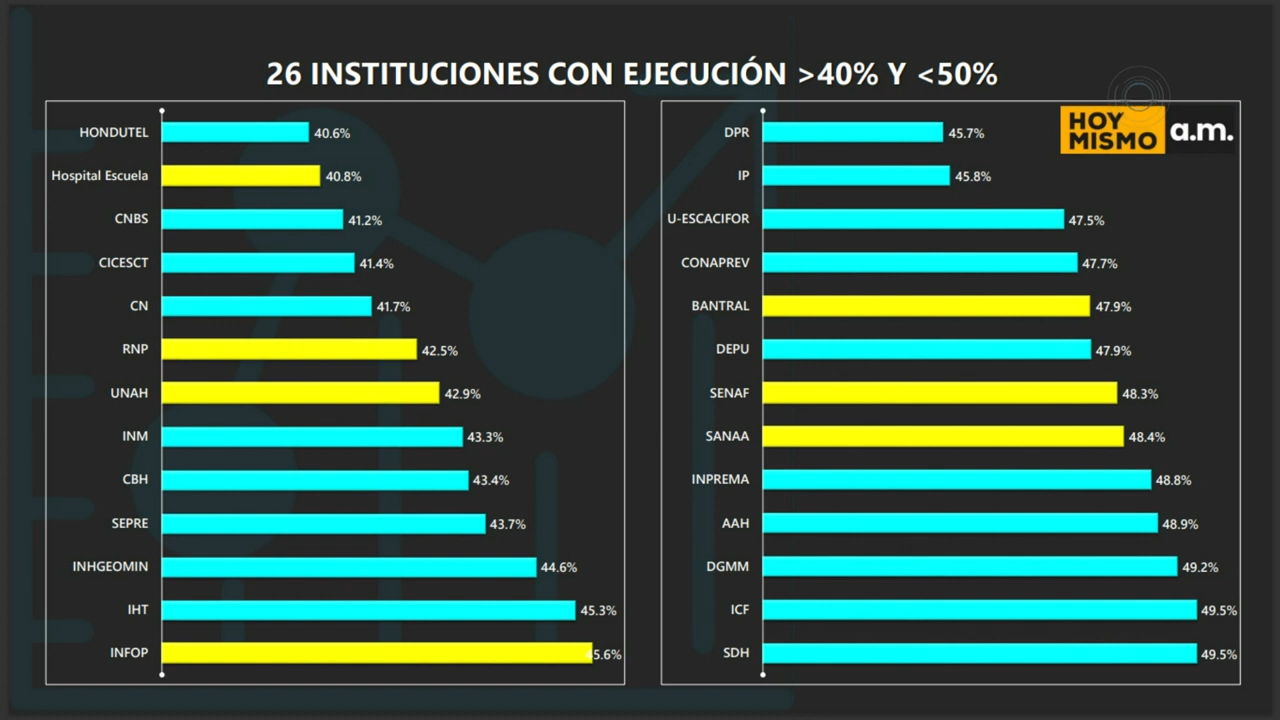 26 INSTITUCIONES CON EJECUCIÓN >40% Y <50%
HOY
MISMO
a.m.
HONDUTEL 40.6%
Hospital Escuela 40.8%
CNBS 41.2%
CICESCT 41.4%
CN 41.7%
RNP 42.5%
UNAH 42.9%
INM 43.3%
CBH 43.4%
SEPRE 43.7%
INHGEOMIN 44.6%
IHT 45.3%
INFOP 45.6%
DPR 45.7%
IP 45.8%
U-ESCACIFOR 47.5%
CONAPREV 47.7%
BANTRAL 47.9%
DEPU 47.9%
SENAF 48.3%
SANAA 48.4%
INPREMA 48.8%
AAH 48.9%
DGMM 49.2%
ICF 49.5%
SDH 49.5%